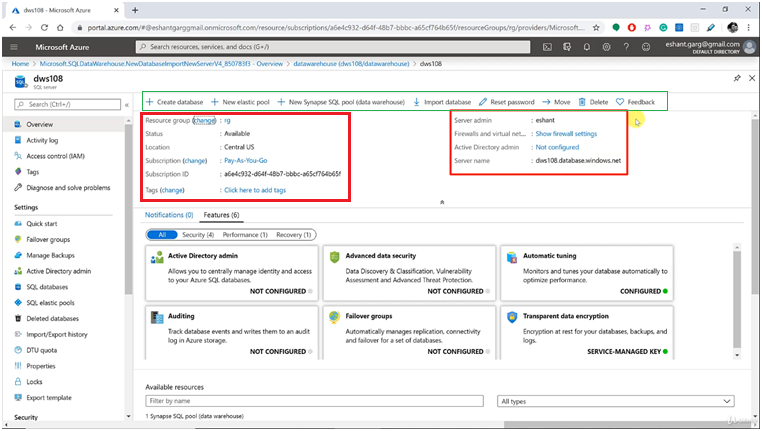 dws108 - Microsoft Azure
portal.azure.com/#@eshantgarggmail.onmicrosoft.com/resource/subscriptions/a6e4c932-d64f-48b7-bbbc-a65cf764b65f/resourceGroups/rg/providers/Microsoft...
Microsoft Azure
Search resources, services, and docs (G+/)
eshant.garg@gmail.com
DEFAULT DIRECTORY
Home > Microsoft.SQLDataWarehouse.NewDatabaseImportNewServerV4_850783f3 - Overview > datawarehouse (dws108/datawarehouse) > dws108
dws108
SQL server
Search (Ctrl+/)
Create database
New elastic pool
New Synapse SQL pool (data warehouse)
Import database
Reset password
Move
Delete
Feedback
Overview
Activity log
Access control (IAM)
Tags
Diagnose and solve problems
Settings
Quick start
Failover groups
Manage Backups
Active Directory admin
SQL databases
SQL elastic pools
Deleted databases
Import/Export history
DTU quota
Properties
Locks
Export template
Security
Resource group (change) : rg
Status : Available
Location : Central US
Subscription (change) : Pay-As-You-Go
Subscription ID : a6e4c932-d64f-48b7-bbbc-a65cf764b65f
Tags (change) : Click here to add tags
Server admin : eshant
Firewalls and virtual net... : Show firewall settings
Active Directory admin : Not configured
Server name : dws108.database.windows.net
Notifications (0) Features (6)
All Security (4) Performance (1) Recovery (1)
Active Directory admin
Allows you to centrally manage identity and access
to your Azure SQL databases.
NOT CONFIGURED
Advanced data security
Data Discovery & Classification, Vulnerability
Assessment and Advanced Threat Protection.
NOT CONFIGURED
Automatic tuning
Monitors and tunes your database automatically to
optimize performance.
CONFIGURED
Auditing
Track database events and writes them to an audit
log in Azure storage.
NOT CONFIGURED
Failover groups
Automatically manages replication, connectivity
and failover for a set of databases.
NOT CONFIGURED
Transparent data encryption
Encryption at rest for your databases, backups, and
logs.
SERVICE-MANAGED KEY
Available resources
Filter by name
All types
1 Synapse SQL pool (data warehouse)